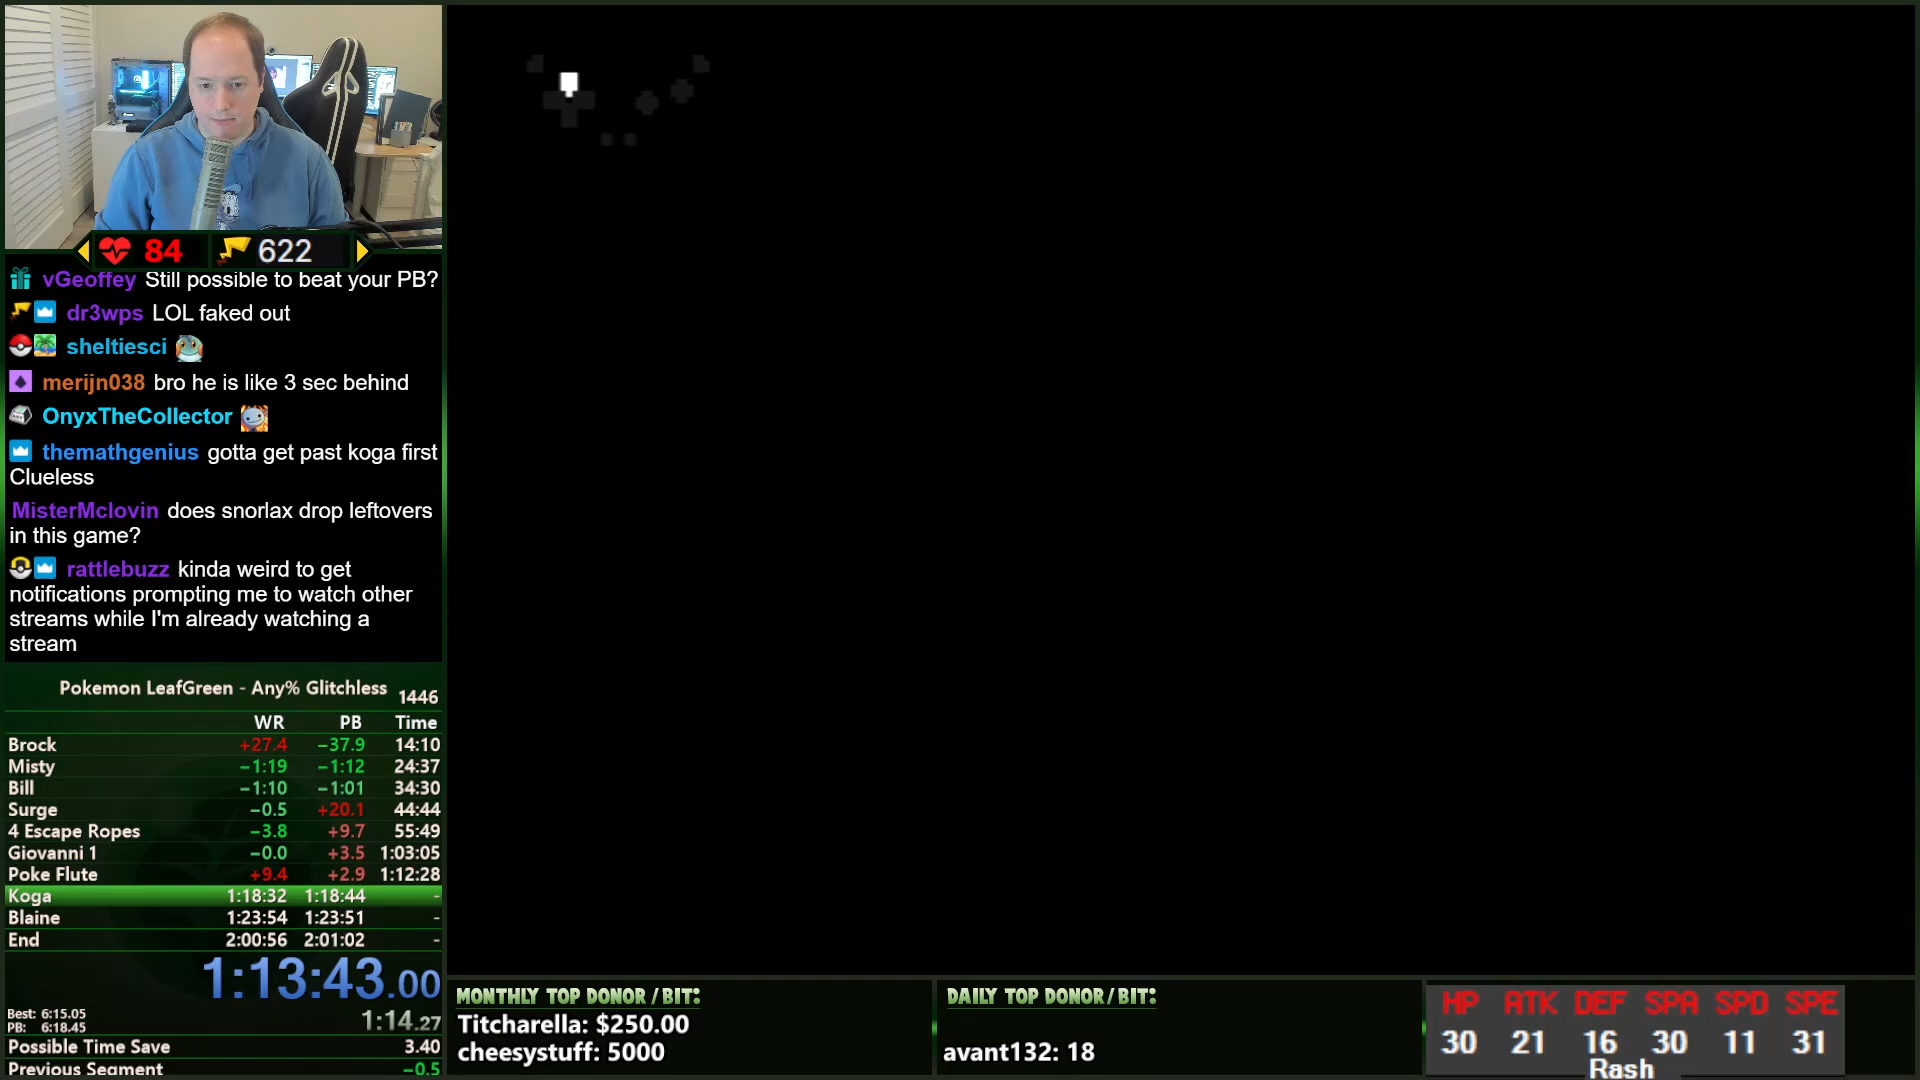 84
622
vGeoffey Still possible to beat your PB?
dr3wps LOL faked out
sheltiesci
merijn038 bro he is like 3 sec behind
OnyxTheCollector
themathgenius gotta get past koga first
Clueless
MisterMclovin does snorlax drop leftovers
in this game?
rattlebuzz kinda weird to get
notifications prompting me to watch other
streams while I'm already watching a
stream
Pokemon LeafGreen - Any% Glitchless 1446
WR PB Time
Brock +27.4 −37.9 14:10
Misty −1:19 −1:12 24:37
Bill −1:10 −1:01 34:30
Surge −0.5 +20.1 44:44
4 Escape Ropes −3.8 +9.7 55:49
Giovanni 1 −0.0 +3.5 1:03:05
Poke Flute +9.4 +2.9 1:12:28
Koga 1:18:32 1:18:44 -
Blaine 1:23:54 1:23:51 -
End 2:00:56 2:01:02 -
1:13:43.00
Best: 6:15.05
PB: 6:18.45
1:14.27
Possible Time Save 3.40
Previous Segment −0.5
MONTHLY TOP DONOR/BIT:
Titcharella: $250.00
cheesystuff: 5000
DAILY TOP DONOR/BIT:
avant132: 18
HP ATK DEF SPA SPD SPE
30 21 16 30 11 31
Rash